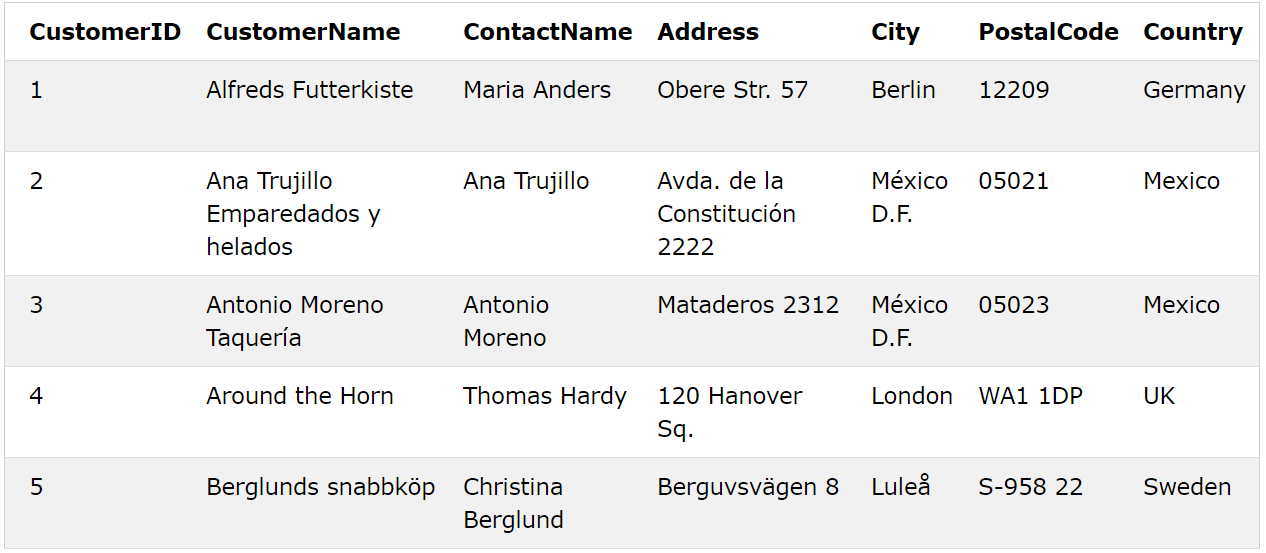 CustomerID CustomerName ContactName Address City PostalCode Country
1 Alfreds Futterkiste Maria Anders Obere Str. 57 Berlin 12209 Germany
2 Ana Trujillo Ana Trujillo Avda. de la México 05021 Mexico
Emparedados y Constitución D.F.
helados 2222
3 Antonio Moreno Antonio Mataderos 2312 México 05023 Mexico
Taquería Moreno D.F.
4 Around the Horn Thomas Hardy 120 Hanover London WA1 1DP UK
Sq.
5 Berglunds snabbköp Christina Berguvsvägen 8 Luleå S-958 22 Sweden
Berglund